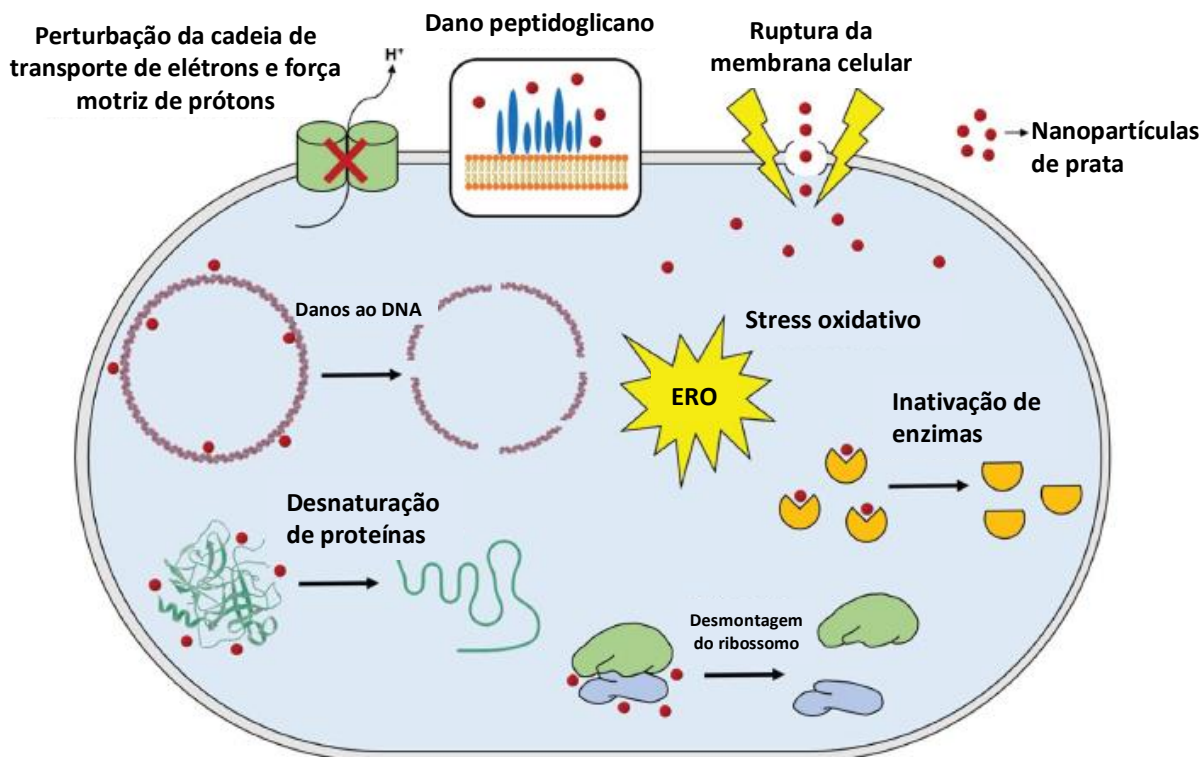 Perturbação da cadeia de
transporte de elétrons e força
motriz de prótons
H⁺
Dano peptidoglicano
Ruptura da
membrana celular
Nanopartículas
de prata
Danos ao DNA
Stress oxidativo
ERO
Inativação de
enzimas
Desnaturação
de proteínas
Desmontagem
do ribossomo